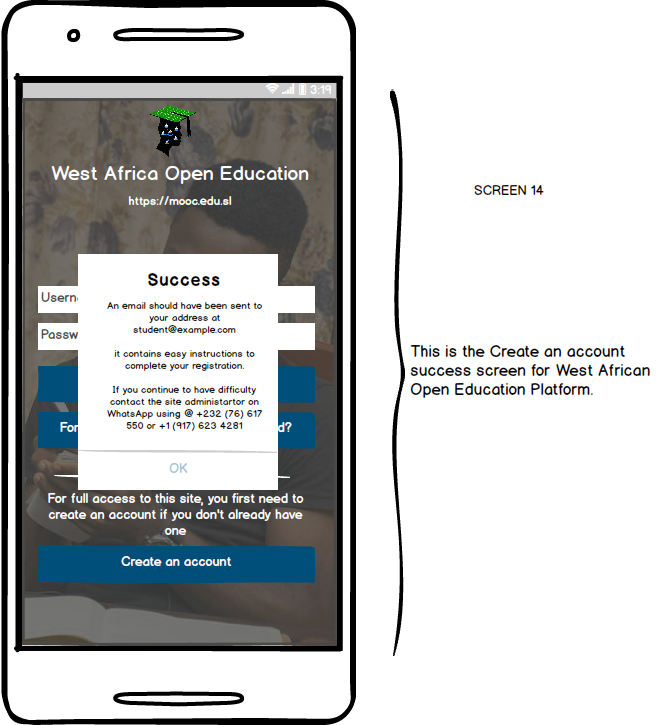 3:19
West Africa Open Education
https://mooc.edu.sl
Success
An email should have been sent to
your address at
student@example.com
it contains easy instructions to
complete your registration.
If you continue to have difficulty
contact the site administartor on
WhatsApp using @ +232 (76) 617
550 or +1 (917) 623 4281
OK
For full access to this site, you first need to
create an account if you don't already have
one
Create an account
SCREEN 14
This is the Create an account
success screen for West African
Open Education Platform.